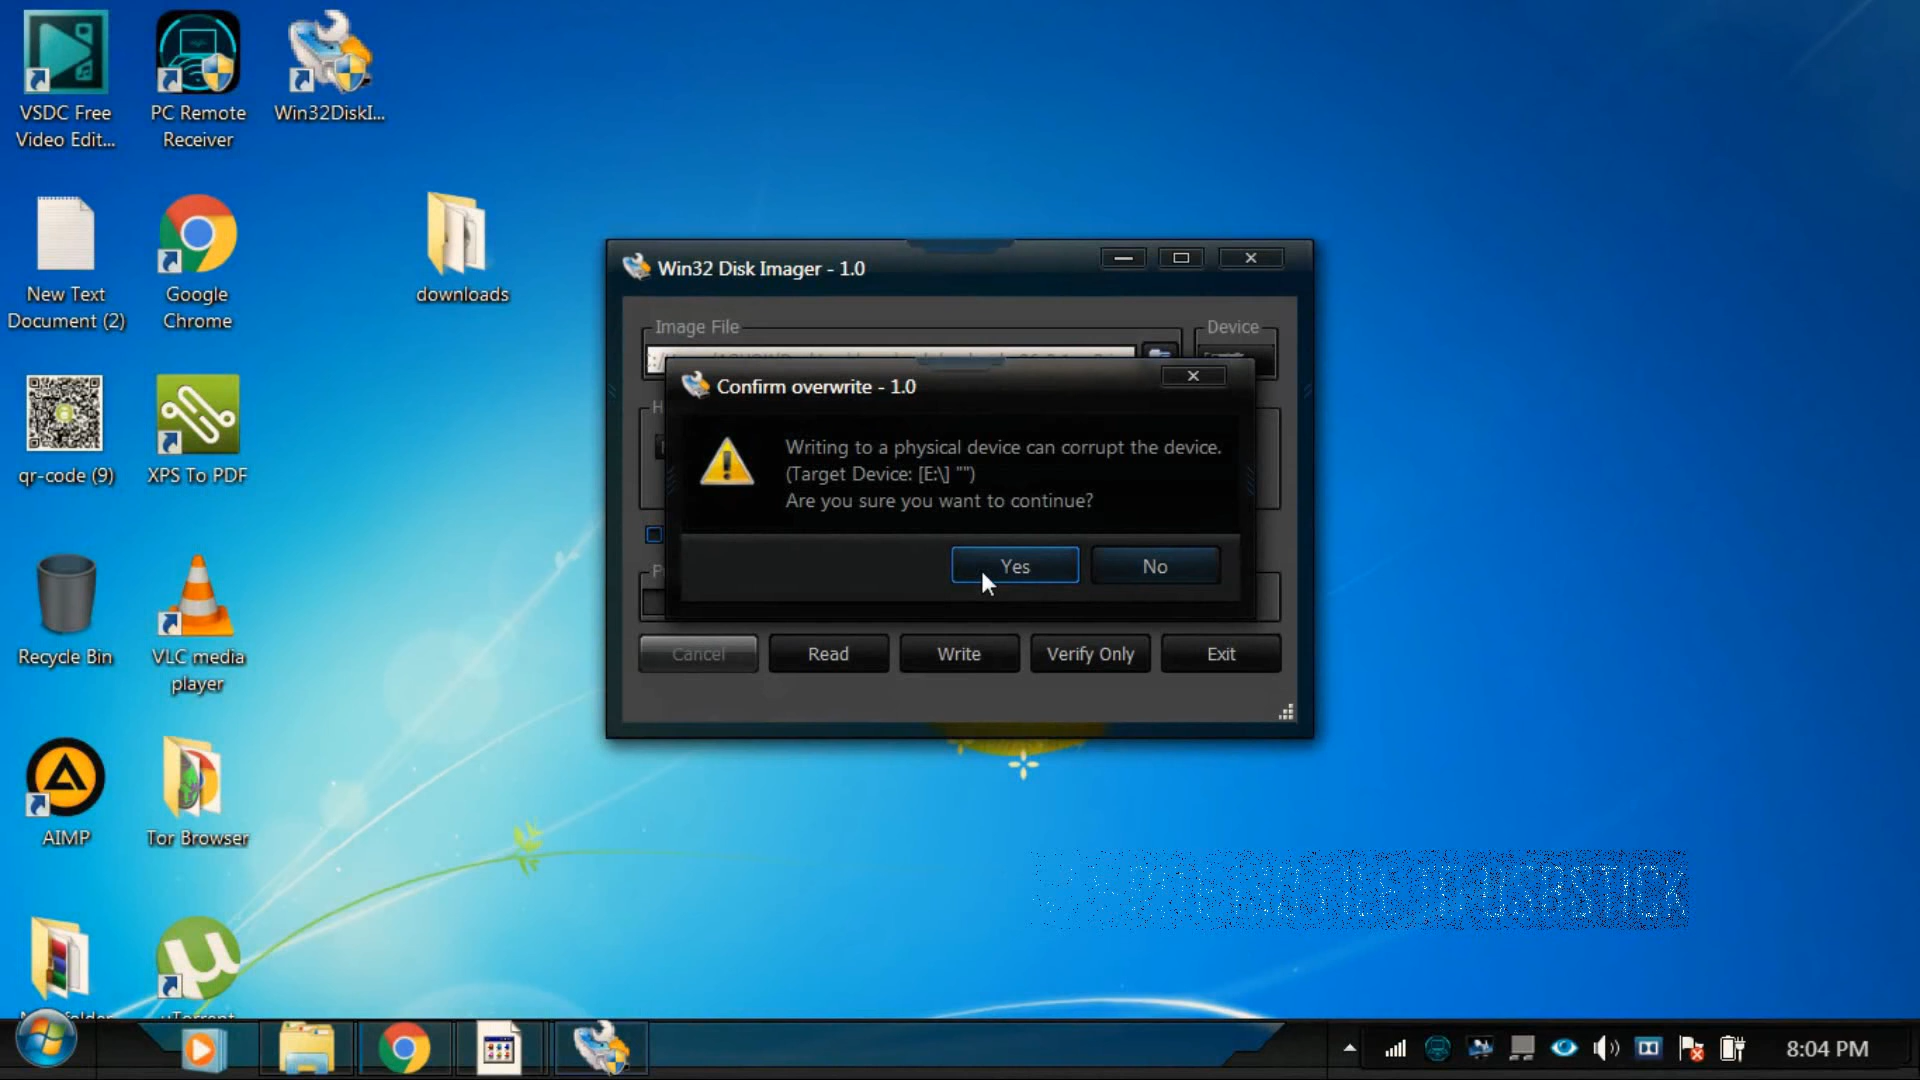 VSDC Free
Video Edit...
PC Remote
Receiver
Win32DiskI...
New Text
Document (2)
Google
Chrome
downloads
qr-code (9)
XPS To PDF
Recycle Bin
VLC media
player
AIMP
Tor Browser
µTorrent
Win32 Disk Imager - 1.0
Image File
Device
Confirm overwrite - 1.0
Writing to a physical device can corrupt the device.
(Target Device: [E:\] "")
Are you sure you want to continue?
Yes
No
Cancel
Read
Write
Verify Only
Exit
8:04 PM